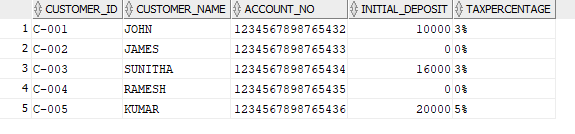 CUSTOMER_ID CUSTOMER_NAME ACCOUNT_NO INITIAL_DEPOSIT TAXPERCENTAGE
1 C-001 JOHN 1234567898765432 10000 3%
2 C-002 JAMES 1234567898765433 0 0%
3 C-003 SUNITHA 1234567898765434 16000 3%
4 C-004 RAMESH 1234567898765435 0 0%
5 C-005 KUMAR 1234567898765436 20000 5%